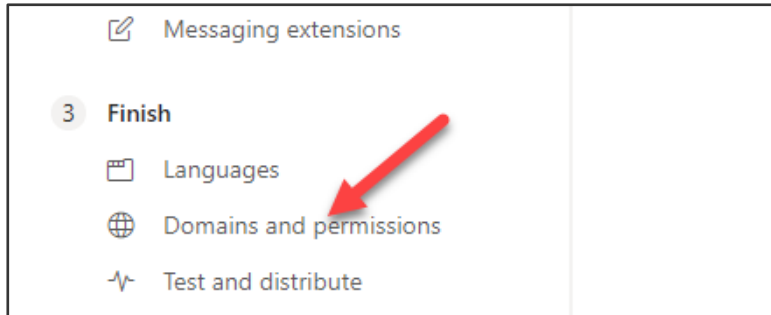 Messaging extensions
3 Finish
Languages
Domains and permissions
Test and distribute